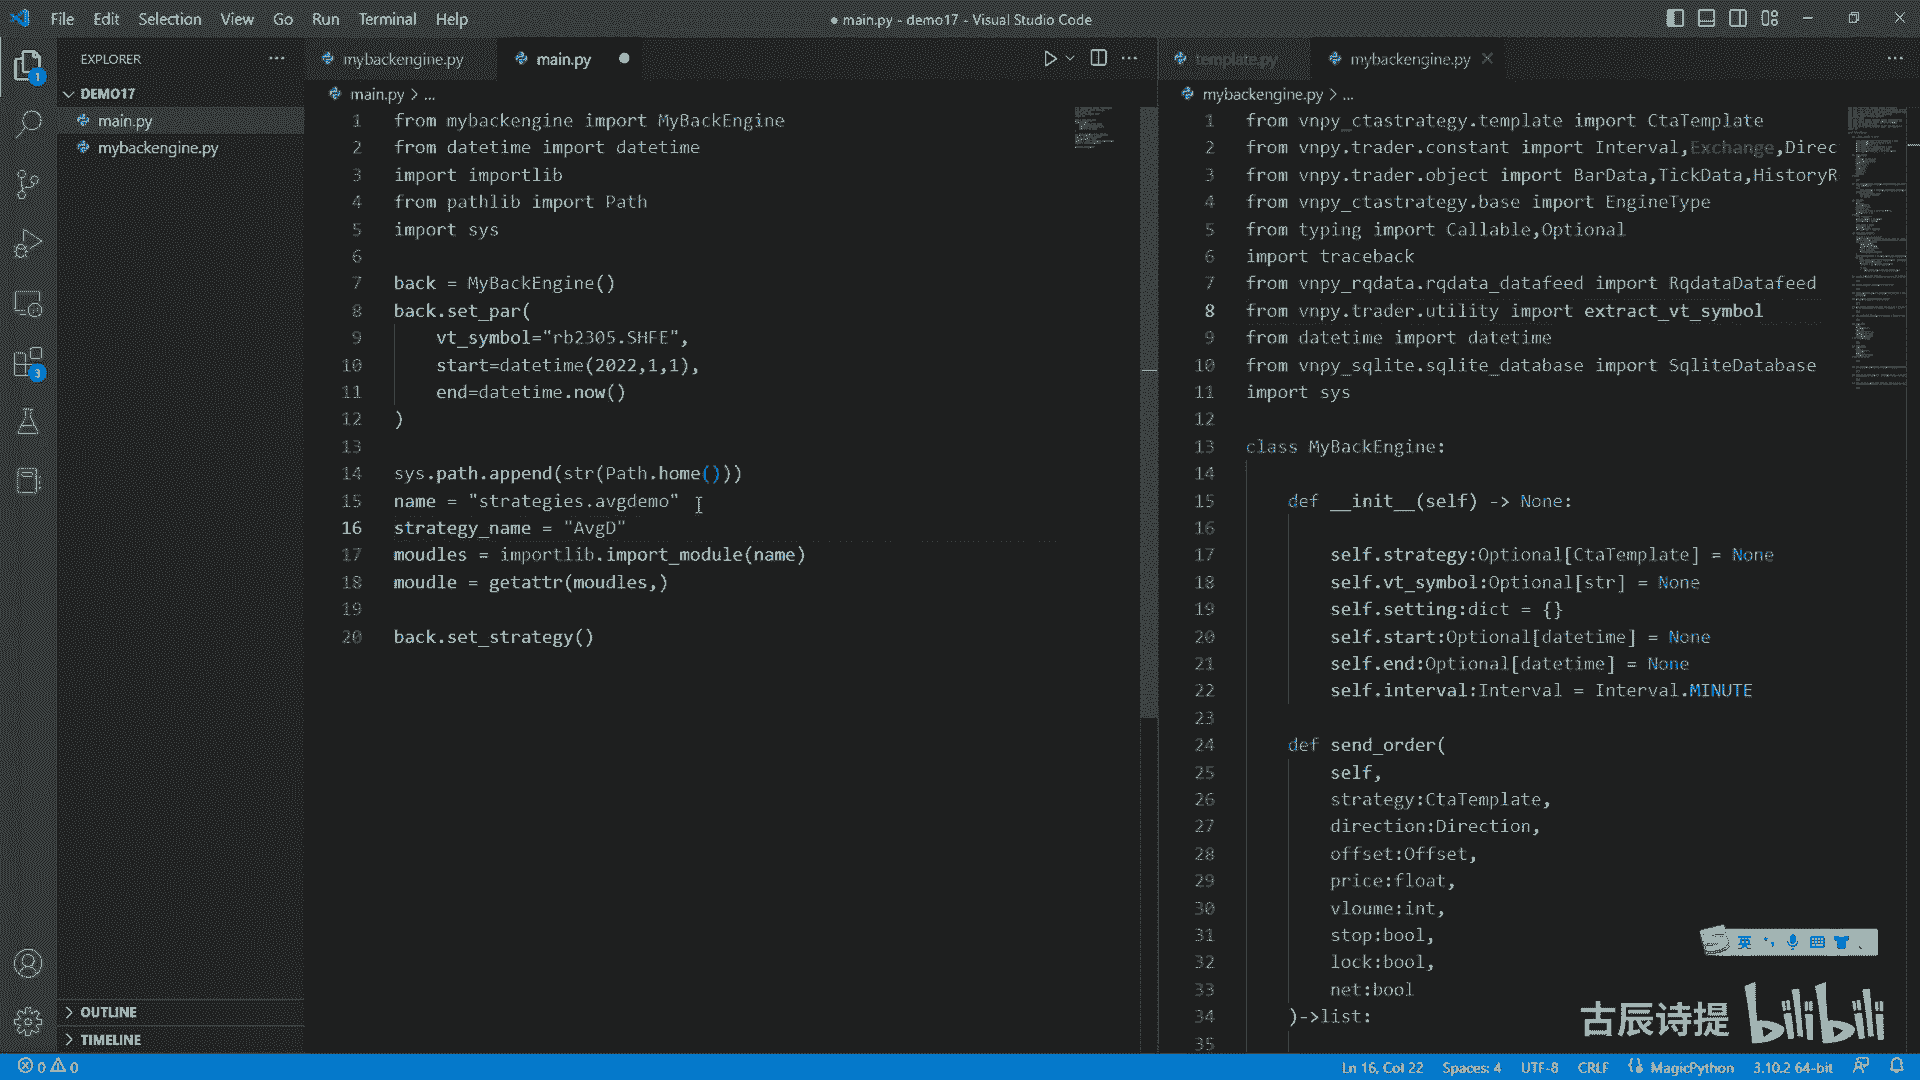 File Edit Selection View Go Run Terminal Help
● main.py - demo17 - Visual Studio Code
EXPLORER
DEMO17
main.py
mybackengine.py
OUTLINE
TIMELINE
1
3
mybackengine.py
main.py
main.py > ...
1 from mybackengine import MyBackEngine
2 from datetime import datetime
3 import importlib
4 from pathlib import Path
5 import sys
6
7 back = MyBackEngine()
8 back.set_par(
9 vt_symbol="rb2305.SHFE",
10 start=datetime(2022,1,1),
11 end=datetime.now()
12 )
13
14 sys.path.append(str(Path.home()))
15 name = "strategies.avgdemo"
16 strategy_name = "AvgD"
17 moudles = importlib.import_module(name)
18 moudle = getattr(moudles,)
19
20 back.set_strategy()
template.py
mybackengine.py
mybackengine.py > ...
1 from vnpy_ctastrategy.template import CtaTemplate
2 from vnpy.trader.constant import Interval,Exchange,Direc
3 from vnpy.trader.object import BarData,TickData,HistoryR
4 from vnpy_ctastrategy.base import EngineType
5 from typing import Callable,Optional
6 import traceback
7 from vnpy_rqdata.rqdata_datafeed import RqdataDatafeed
8 from vnpy.trader.utility import extract_vt_symbol
9 from datetime import datetime
10 from vnpy_sqlite.sqlite_database import SqliteDatabase
11 import sys
12
13 class MyBackEngine:
14
15 def __init__(self) -> None:
16
17 self.strategy:Optional[CtaTemplate] = None
18 self.vt_symbol:Optional[str] = None
19 self.setting:dict = {}
20 self.start:Optional[datetime] = None
21 self.end:Optional[datetime] = None
22 self.interval:Interval = Interval.MINUTE
23
24 def send_order(
25 self,
26 strategy:CtaTemplate,
27 direction:Direction,
28 offset:Offset,
29 price:float,
30 vloume:int,
31 stop:bool,
32 lock:bool,
33 net:bool
34 )->list:
35
英
古辰诗提 bilibili
0 0
Ln 16, Col 22 Spaces: 4 UTF-8 CRLF MagicPython 3.10.2 64-bit